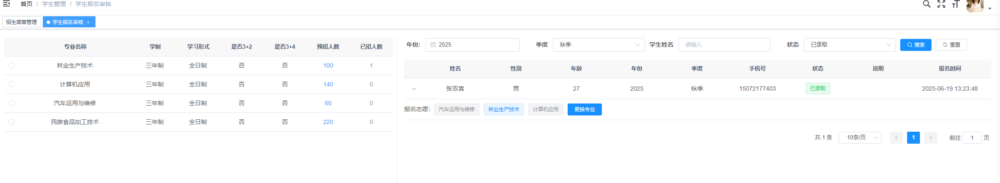 首页 / 学生管理 / 学生报名审核
招生简章管理 学生报名审核 ×
专业名称 学制 学习形式 是否3+2 是否3+4 预招人数 已招人数
林业生产技术 三年制 全日制 否 否 100 1
计算机应用 三年制 全日制 否 否 140 0
汽车运用与维修 三年制 全日制 否 否 60 0
民族食品加工技术 三年制 全日制 否 否 220 0
年份: 2025 季度 秋季 学生姓名 请输入 状态 已录取 搜索 重置
姓名 性别 年龄 年份 季度 手机号 状态 说明 报名时间
张双喜 男 27 2025 秋季 15072177403 已录取 2025-06-19 13:23:48
报名志愿: 汽车运用与维修 林业生产技术 计算机应用 更换专业
共 1 条 10条/页 1 前往 1 页